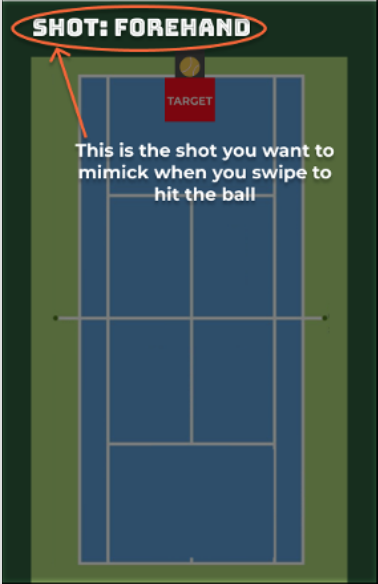 SHOT: FOREHAND
TARGET
This is the shot you want to
mimick when you swipe to
hit the ball